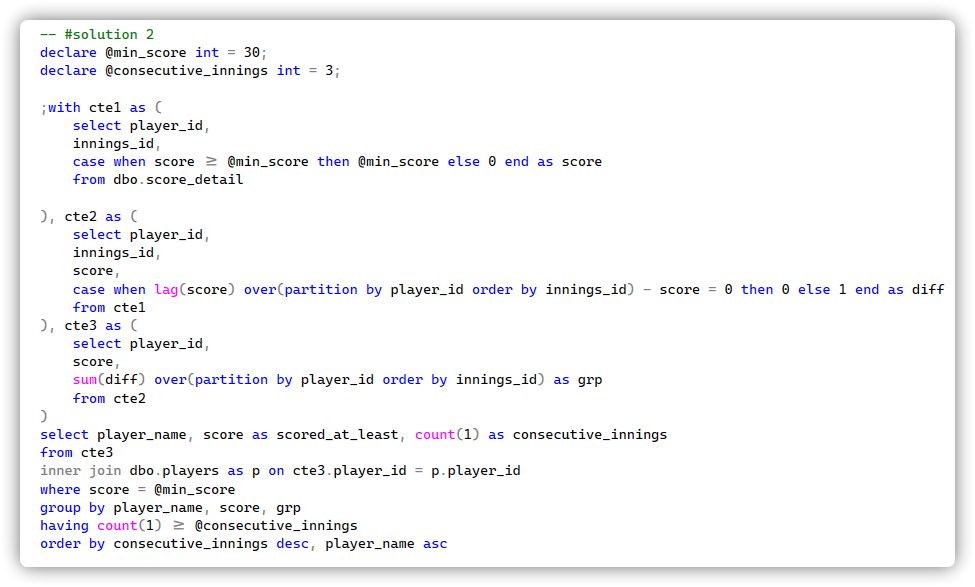 -- #solution 2
declare @min_score int = 30;
declare @consecutive_innings int = 3;

;with cte1 as (
    select player_id,
    innings_id,
    case when score ≥ @min_score then @min_score else 0 end as score
    from dbo.score_detail

), cte2 as (
    select player_id,
    innings_id,
    score,
    case when lag(score) over(partition by player_id order by innings_id) - score = 0 then 0 else 1 end as diff
    from cte1
), cte3 as (
    select player_id,
    score,
    sum(diff) over(partition by player_id order by innings_id) as grp
    from cte2
)
select player_name, score as scored_at_least, count(1) as consecutive_innings
from cte3
inner join dbo.players as p on cte3.player_id = p.player_id
where score = @min_score
group by player_name, score, grp
having count(1) ≥ @consecutive_innings
order by consecutive_innings desc, player_name asc